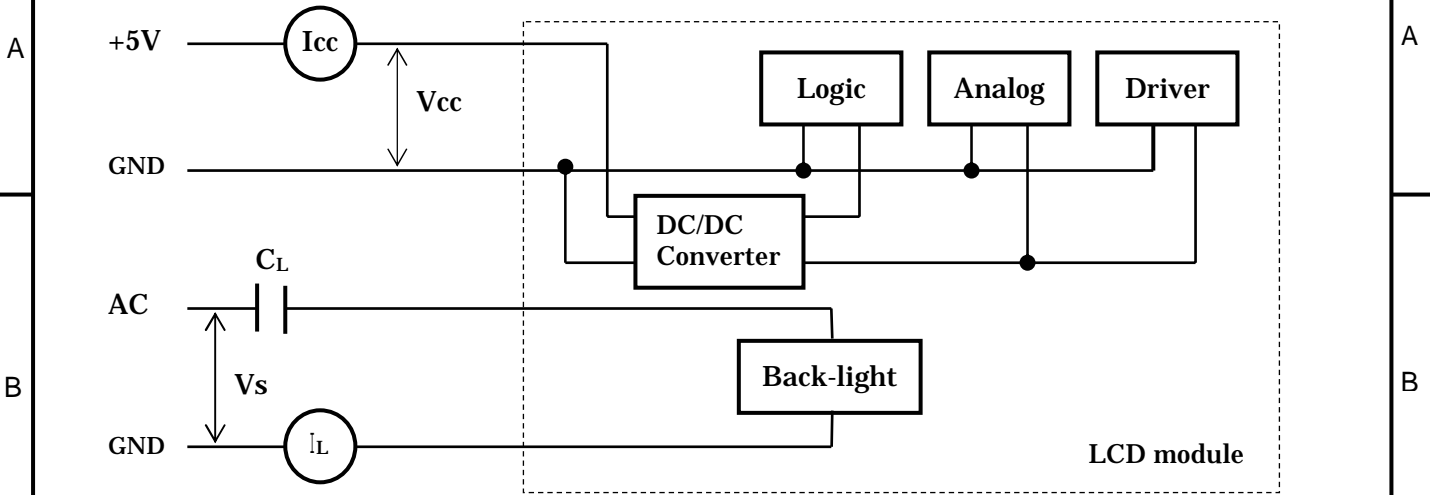 A
A
+5V
Icc
Vcc
Logic
Analog
Driver
GND
DC/DC
Converter
CL
AC
Back-light
Vs
B
B
GND
IL
LCD module